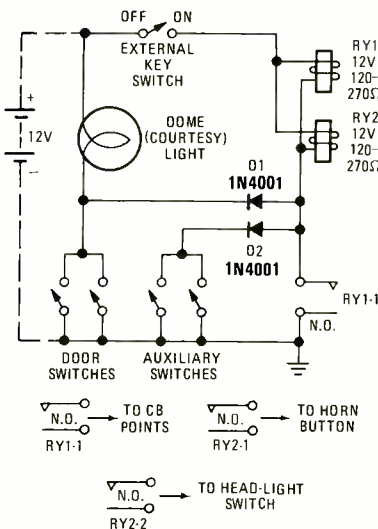 OFF ON
EXTERNAL
KEY
SWITCH
RY1
12V
120–
270Ω
RY2
12V
120–
270Ω
+
12V
–
DOME
(COURTESY)
LIGHT
D1
1N4001
D2
1N4001
RY1-1
N.O.
DOOR
SWITCHES
AUXILIARY
SWITCHES
N.O.
RY1-1
TO CB
POINTS
N.O.
RY2-1
TO HORN
BUTTON
N.O.
RY2-2
TO HEAD-LIGHT
SWITCH